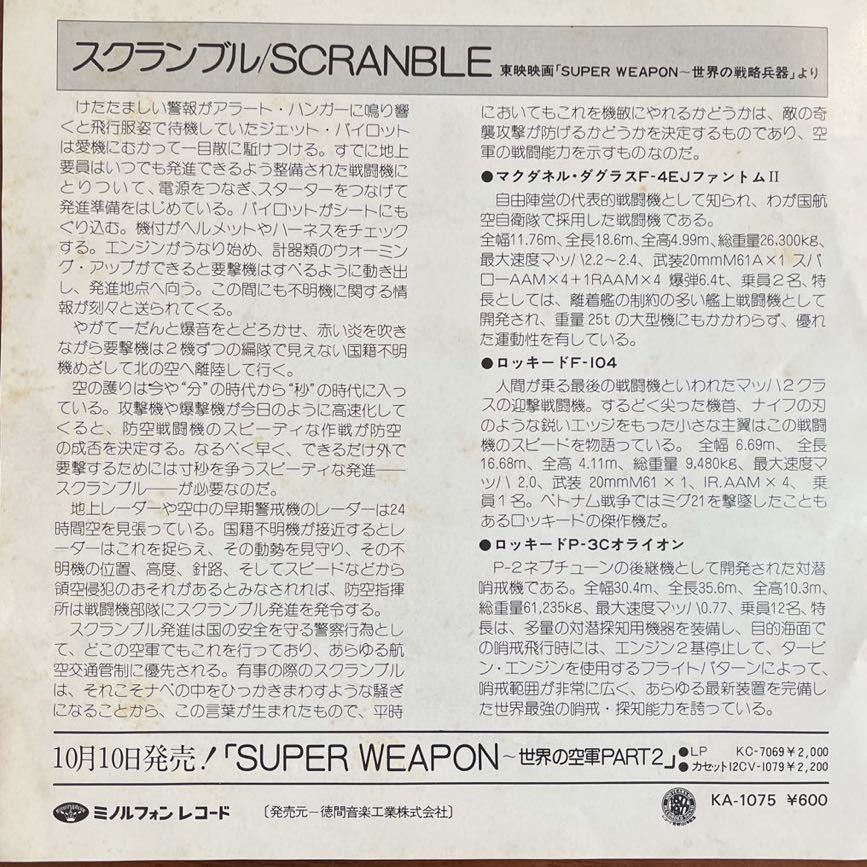 スクランブル/SCRANBLE 東映映画「SUPER WEAPON〜世界の戦略兵器」より
けたたましい警報がアラート・ハンガーに鳴り響
くと飛行服姿で待機していたジェット・パイロット
は愛機にむかって一目散に駈けつける。すでに地上
要員はいつでも発進できるよう整備された戦闘機に
とりついて、電源をつなぎ、スターターをつなげて
発進準備をはじめている。パイロットがシートにも
ぐり込む。機付がヘルメットやハーネスをチェック
する。エンジンがうなり始め、計器類のウォーミン
グ・アップができると要撃機はすべるように動き出
し、発進地点へ向う。この間にも不明機に関する情
報が刻々と送られてくる。
やがて一だんと爆音をとどろかせ、赤い炎を吹き
ながら要撃機は2機ずつの編隊で見えない国籍不明
機めざして北の空へ離陸して行く。
空の護りは今や“分”の時代から“秒”の時代に入っ
ている。攻撃機や爆撃機が今日のように高速化して
くると、防空戦闘機のスピーディな作戦が防空
の成否を決定する。なるべく早く、できるだけ外で
要撃するためには寸秒を争うスピーディな発進――
スクランブル――が必要なのだ。
地上レーダーや空中の早期警戒機のレーダーは24
時間空を見張っている。国籍不明機が接近するとレ
ーダーはこれを捉らえ、その動勢を見守り、その不
明機の位置、高度、針路、そしてスピードなどから
領空侵犯のおそれがあるとみなされれば、防空指揮
所は戦闘機部隊にスクランブル発進を発令する。
スクランブル発進は国の安全を守る警察行為とし
て、どこの空軍でもこれを行っており、あらゆる航
空交通管制に優先される。有事の際のスクランブル
は、それこそナベの中をひっかきまわすような騒ぎ
になることから、この言葉が生まれたもので、平時
においてもこれを機敏にやれるかどうかは、敵の奇
襲攻撃が防げるかどうかを決定するものであり、空
軍の戦闘能力を示すものなのだ。
●マクダネル・ダグラスF-4EJファントムII
自由陣営の代表的戦闘機として知られ、わが国航
空自衛隊で採用した戦闘機である。
全幅11.76m、全長18.6m、全高4.99m、総重量26,300kg、
最大速度マッハ2.2〜2.4、武装20mmM61A×1 スパ
ローAAM×4+1RAAM×4 爆弾6.4t、乗員2名、特
長としては、離着艦の制約の多い艦上戦闘機として
開発され、重量25tの大型機にもかかわらず、優れ
た運動性を有している。
●ロッキードF-104
人間が乗る最後の戦闘機といわれたマッハ2クラ
スの迎撃戦闘機。するどく尖った機首、ナイフの刃
のような鋭いエッジをもった小さな主翼はこの戦闘
機のスピードを物語っている。 全幅 6.69m、 全長
16.68m、全高 4.11m、総重量 9,480kg、最大速度マ
ッハ 2.0、武装 20mmM61 × 1、IR.AAM × 4、 乗
員1名。ベトナム戦争ではミグ21を撃墜したことも
あるロッキードの傑作機だ。
●ロッキードP-3Cオライオン
P-2ネプチューンの後継機として開発された対潜
哨戒機である。全幅30.4m、全長35.6m、全高10.3m、
総重量61,235kg、最大速度マッハ0.77、乗員12名、特
長は、多量の対潜探知用機器を装備し、目的海面で
の哨戒飛行時には、エンジン2基停止して、タービ
ン・エンジンを使用するフライトパターンによって、
哨戒範囲が非常に広く、あらゆる最新装置を完備し
た世界最強の哨戒・探知能力を誇っている。
10月10日発売!「SUPER WEAPON〜世界の空軍PART2」●LP KC-7069¥2,000
●カセット12CV-1079¥2,200
ミノルフォン レコード 〔発売元―徳間音楽工業株式会社〕 KA-1075 ¥600